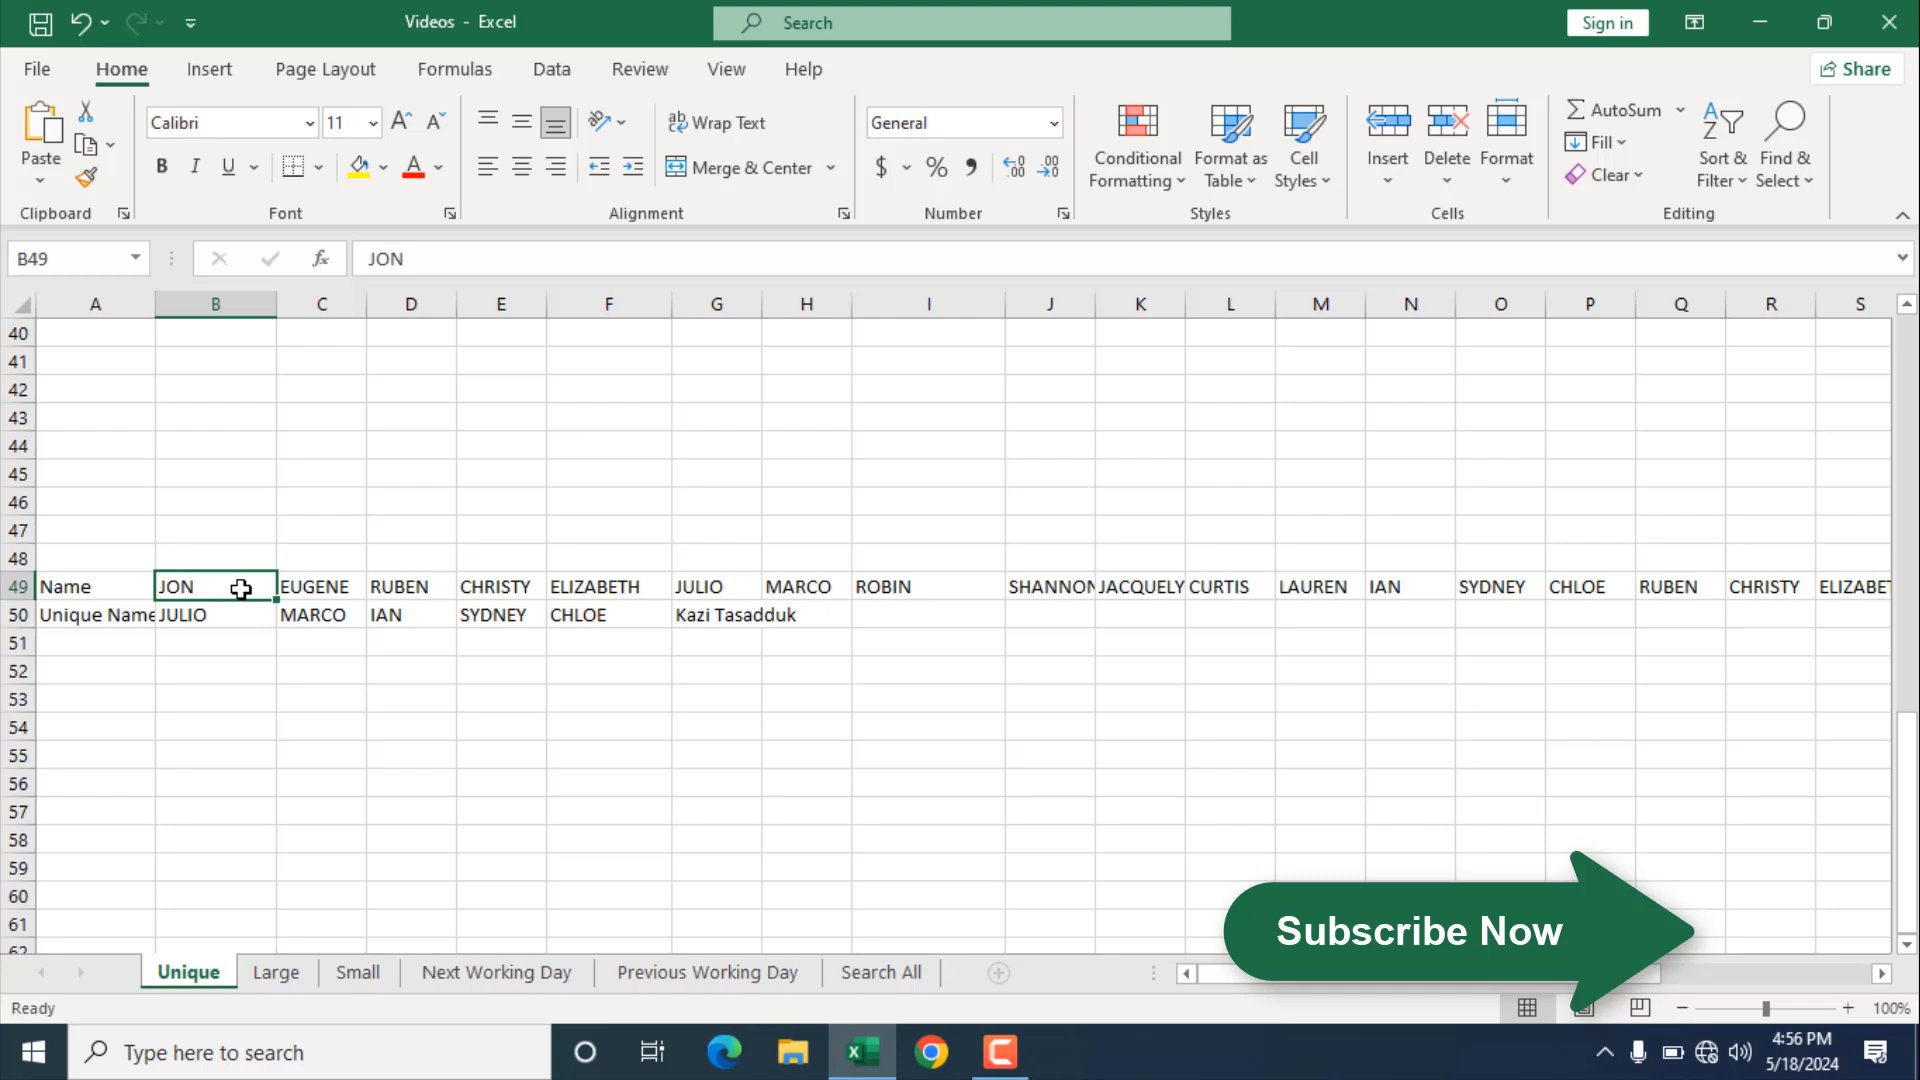 Videos - Excel
Search
Sign in
File Home Insert Page Layout Formulas Data Review View Help
Share
Paste
Clipboard
Calibri 11
B I U
Font
Wrap Text
Merge & Center
Alignment
General
$ %
Number
Conditional Formatting
Format as Table
Cell Styles
Styles
Insert
Delete
Format
Cells
AutoSum
Fill
Clear
Sort & Filter
Find & Select
Editing
B49
fx
JON
A B C D E F G H I J K L M N O P Q R S
40
41
42
43
44
45
46
47
48
49 Name JON EUGENE RUBEN CHRISTY ELIZABETH JULIO MARCO ROBIN SHANNON JACQUELY CURTIS LAUREN IAN SYDNEY CHLOE RUBEN CHRISTY ELIZABET
50 Unique Name JULIO MARCO IAN SYDNEY CHLOE Kazi Tasadduk
51
52
53
54
55
56
57
58
59
60
61
62
Subscribe Now
Unique Large Small Next Working Day Previous Working Day Search All
Ready
100%
Type here to search
4:56 PM
5/18/2024